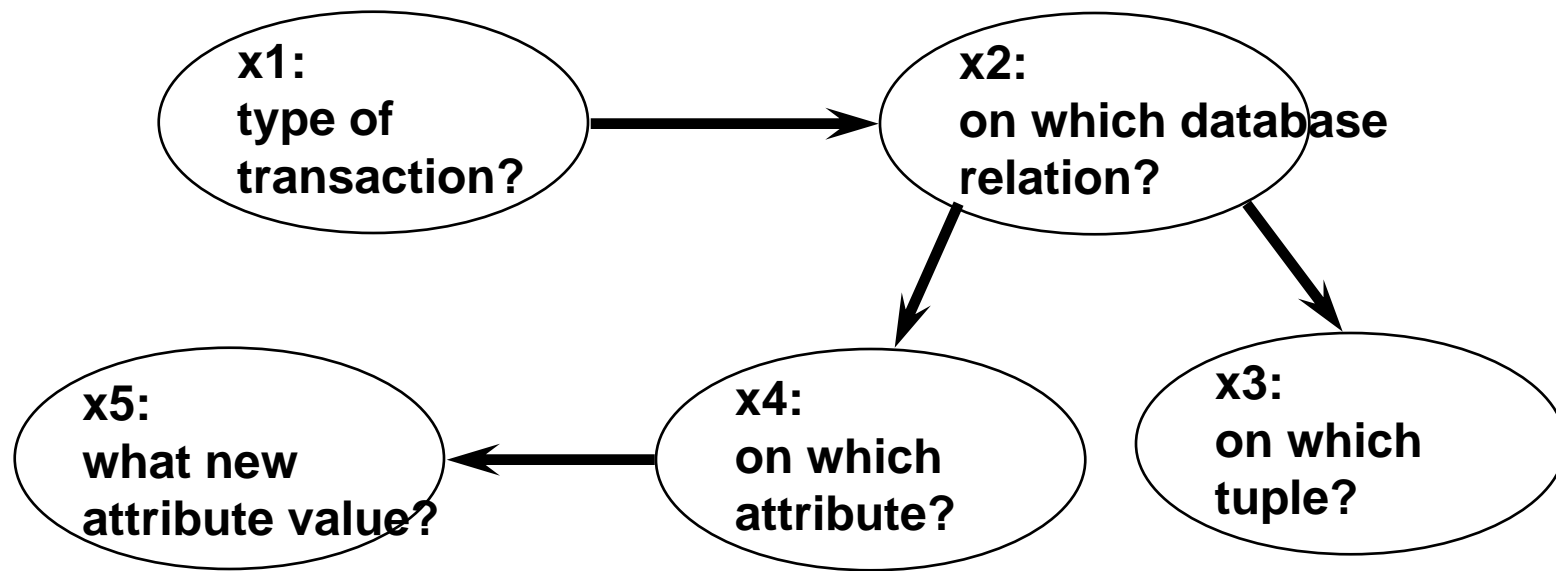 x1:
type of
transaction?
x2:
on which database
relation?
x5:
what new
attribute value?
x4:
on which
attribute?
x3:
on which
tuple?